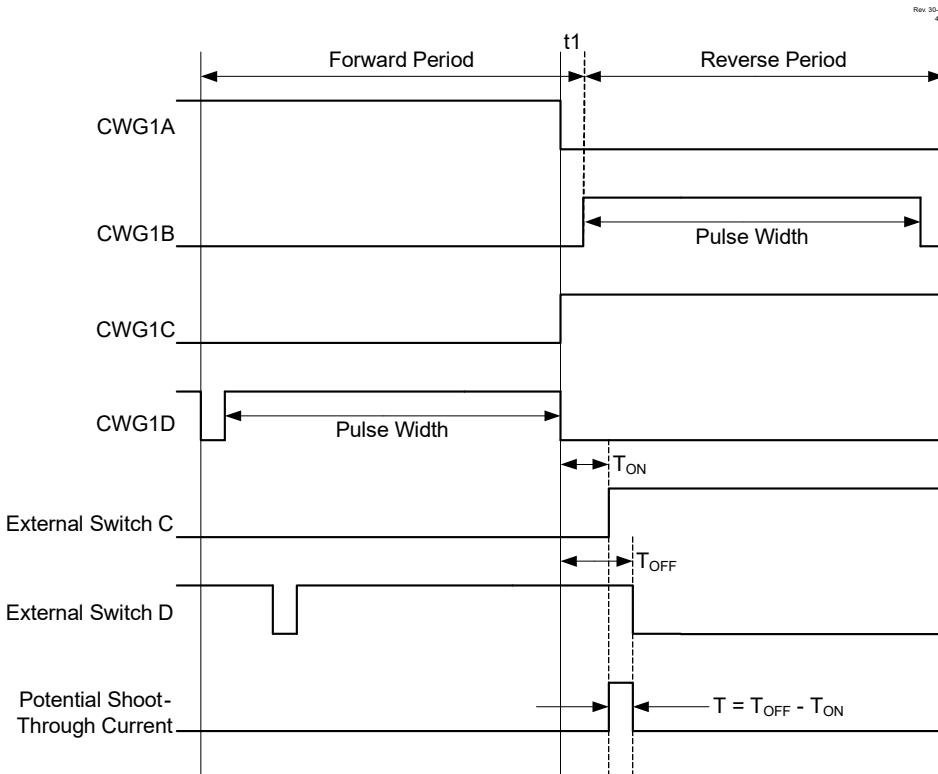 Rev. 30-
4
t1
Forward Period
Reverse Period
CWG1A
CWG1B
Pulse Width
CWG1C
CWG1D
Pulse Width
TON
External Switch C
TOFF
External Switch D
Potential Shoot-
Through Current
T = TOFF - TON